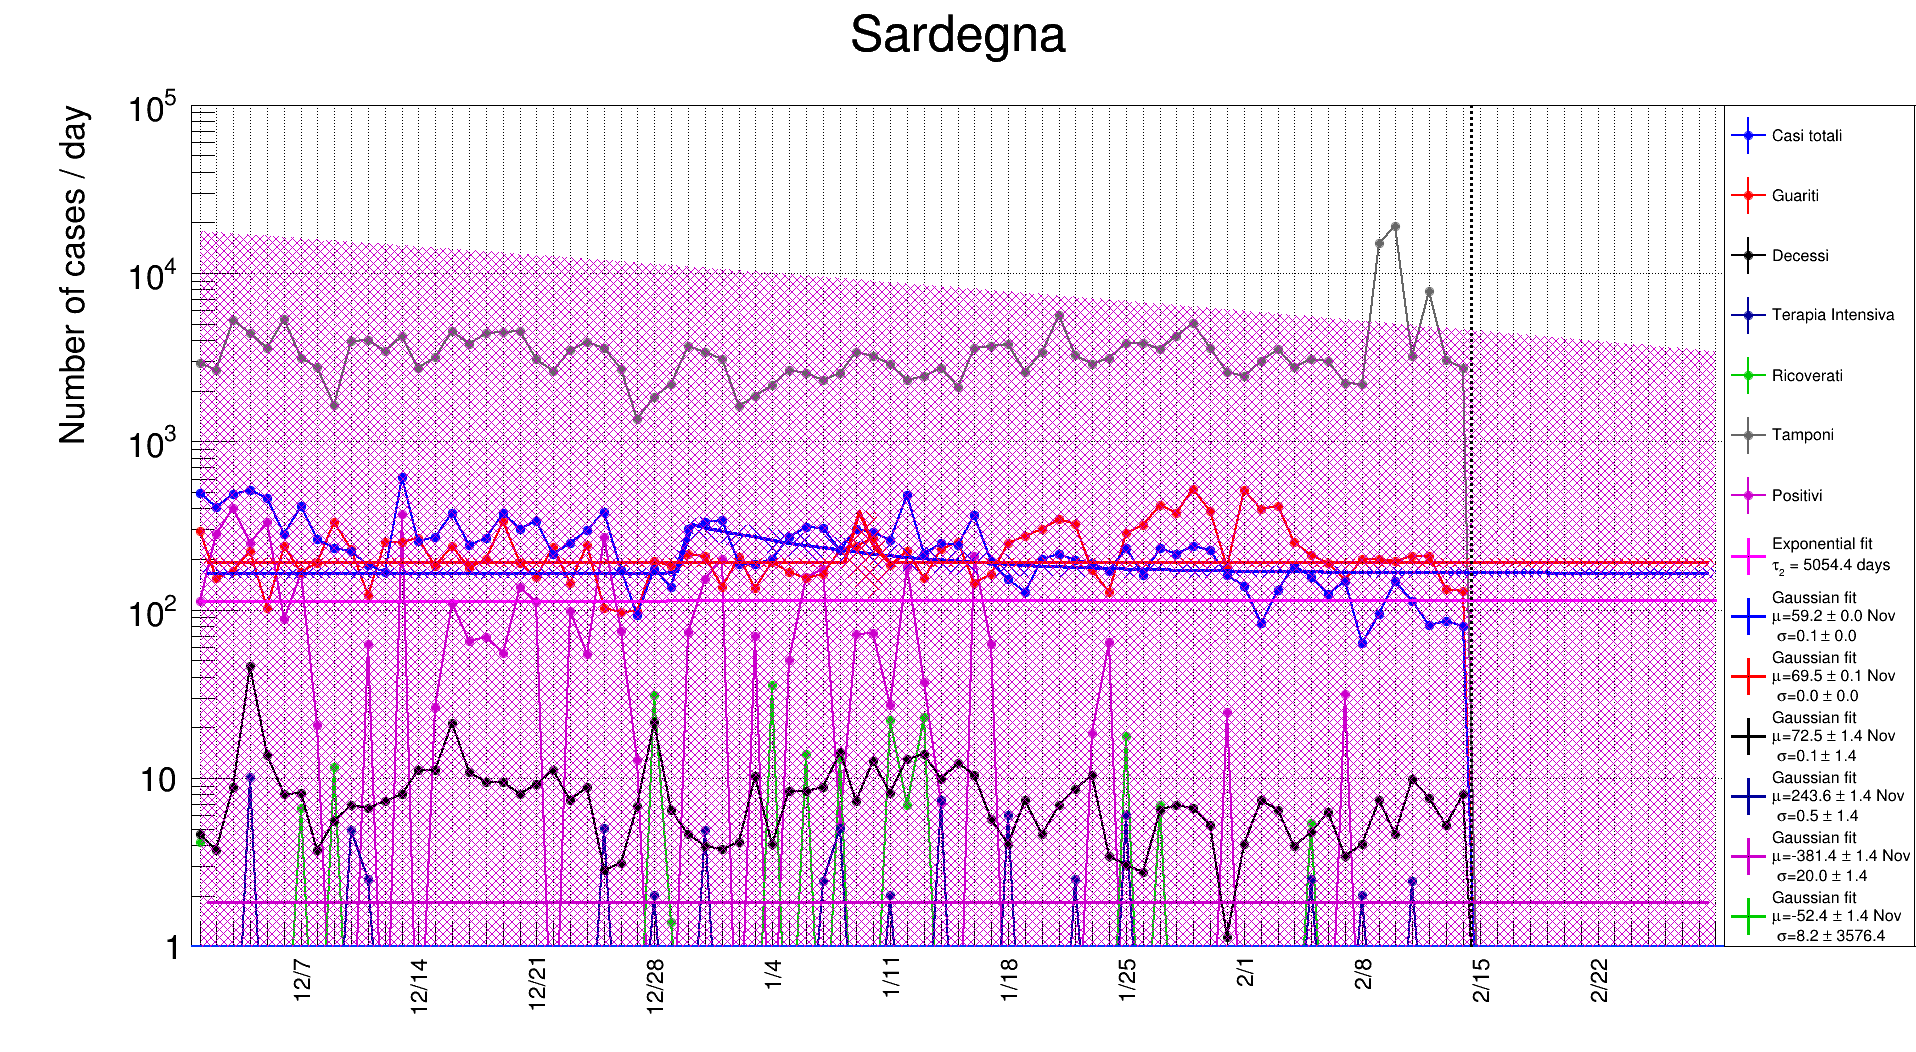 Sardegna
Number of cases / day
10^5
10^4
10^3
10^2
10
1
12/7
12/14
12/21
12/28
1/4
1/11
1/18
1/25
2/1
2/8
2/15
2/22
Casi totali
Guariti
Decessi
Terapia Intensiva
Ricoverati
Tamponi
Positivi
Exponential fit
τ₂ = 5054.4 days
Gaussian fit
μ=59.2 ± 0.0 Nov
σ=0.1 ± 0.0
Gaussian fit
μ=69.5 ± 0.1 Nov
σ=0.0 ± 0.0
Gaussian fit
μ=72.5 ± 1.4 Nov
σ=0.1 ± 1.4
Gaussian fit
μ=243.6 ± 1.4 Nov
σ=0.5 ± 1.4
Gaussian fit
μ=-381.4 ± 1.4 Nov
σ=20.0 ± 1.4
Gaussian fit
μ=-52.4 ± 1.4 Nov
σ=8.2 ± 3576.4